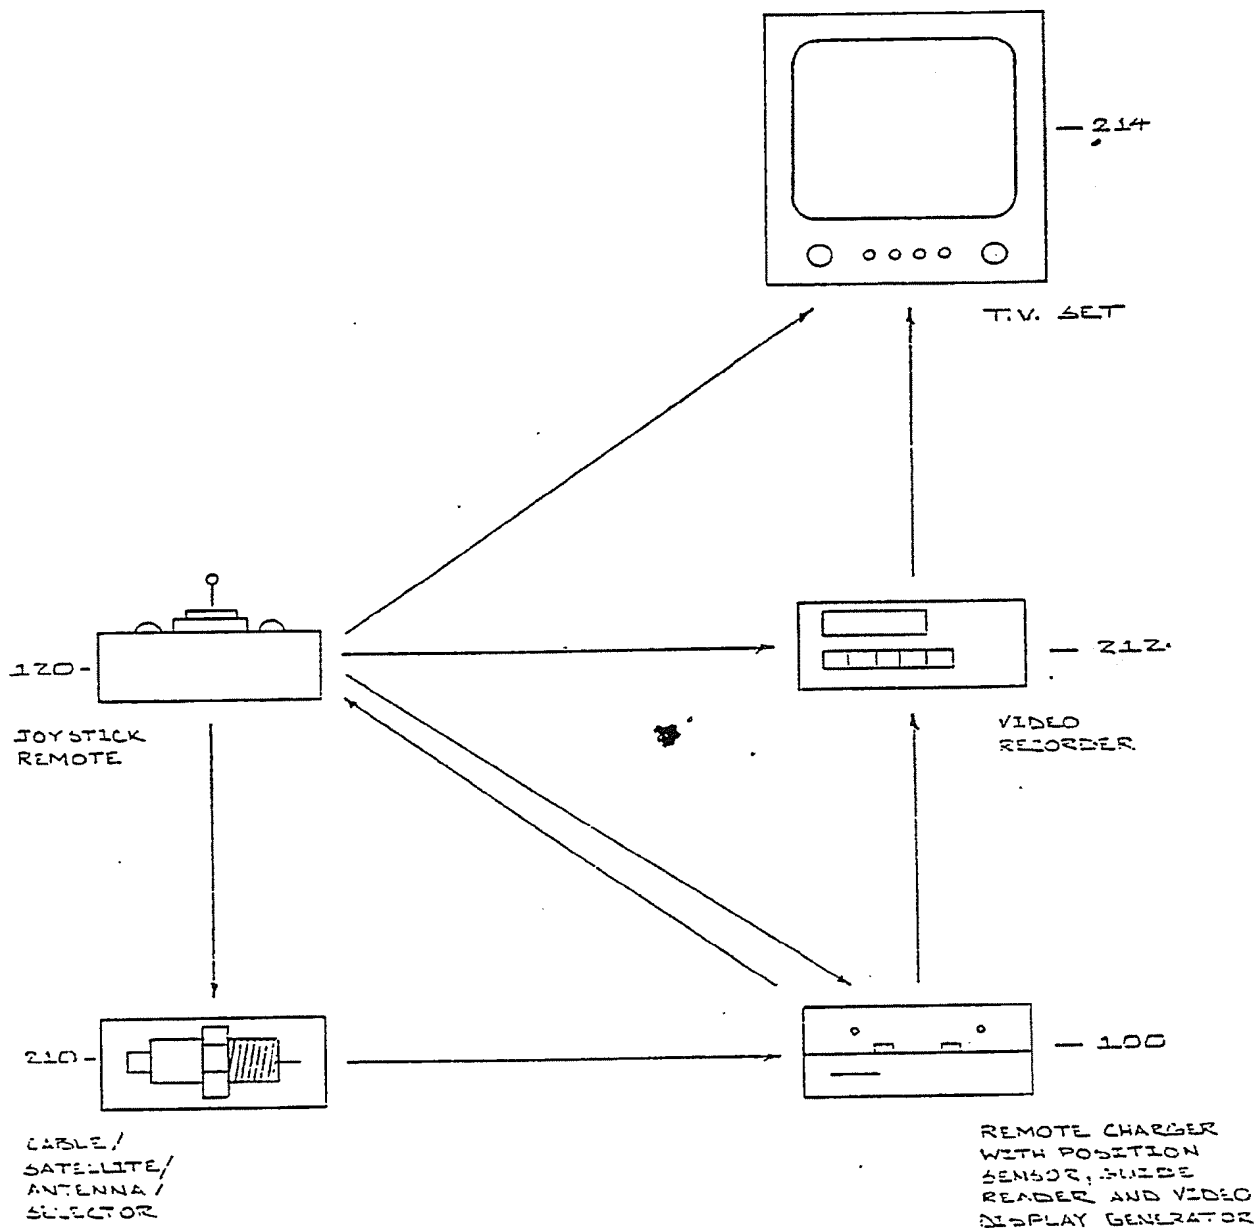 214
T.V. SET
120
JOYSTICK
REMOTE
212
VIDEO
RECORDER
210
100
CABLE/
SATELLITE/
ANTENNA/
SELECTOR
REMOTE CHARGER
WITH POSITION
SENSOR, GUIDE
READER AND VIDEO
DISPLAY GENERATOR